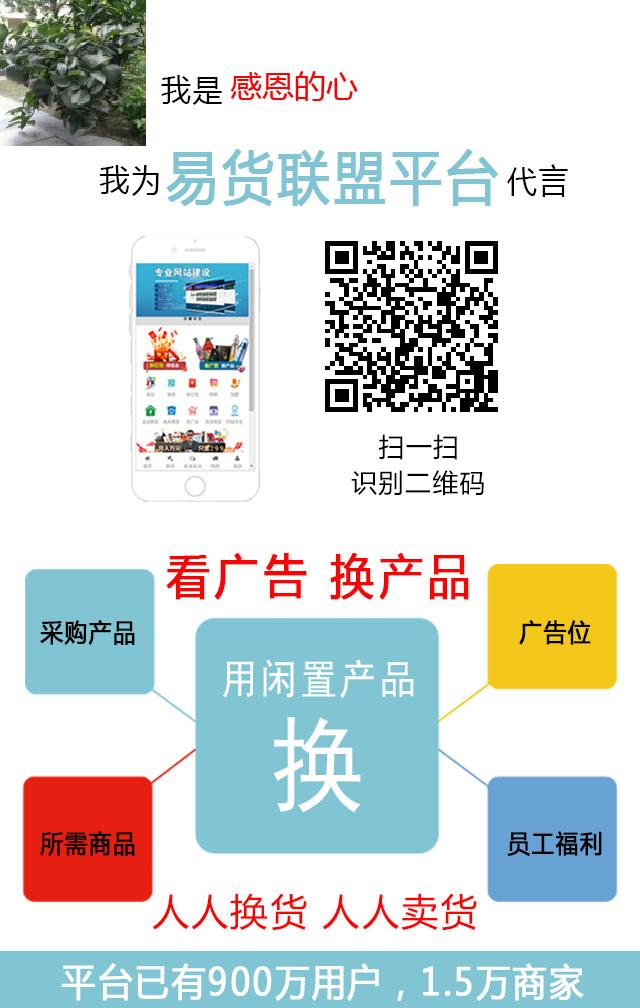 我是 感恩的心
我为 易货联盟平台 代言
专业网站建设
扫一扫
识别二维码
看广告 换产品
采购产品
广告位
用闲置产品
换
所需商品
员工福利
人人换货 人人卖货
平台已有900万用户，1.5万商家